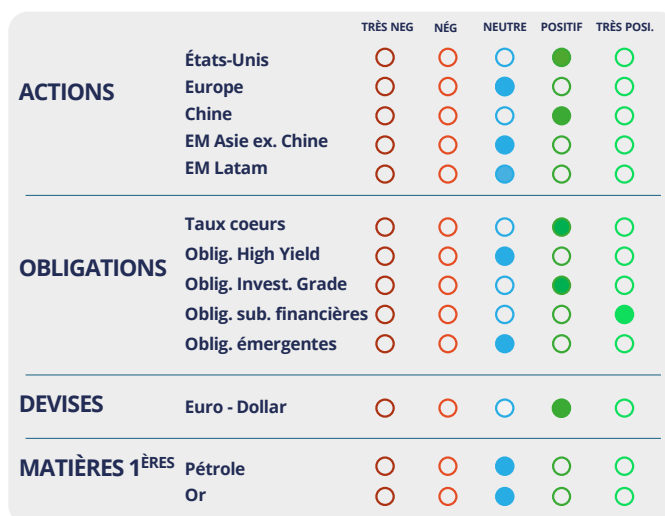 TRÈS NEG NÉG NEUTRE POSITIF TRÈS POSI.
ACTIONS
États-Unis
Europe
Chine
EM Asie ex. Chine
EM Latam
OBLIGATIONS
Taux coeurs
Oblig. High Yield
Oblig. Invest. Grade
Oblig. sub. financières
Oblig. émergentes
DEVISES
Euro - Dollar
MATIÈRES 1ÈRES
Pétrole
Or